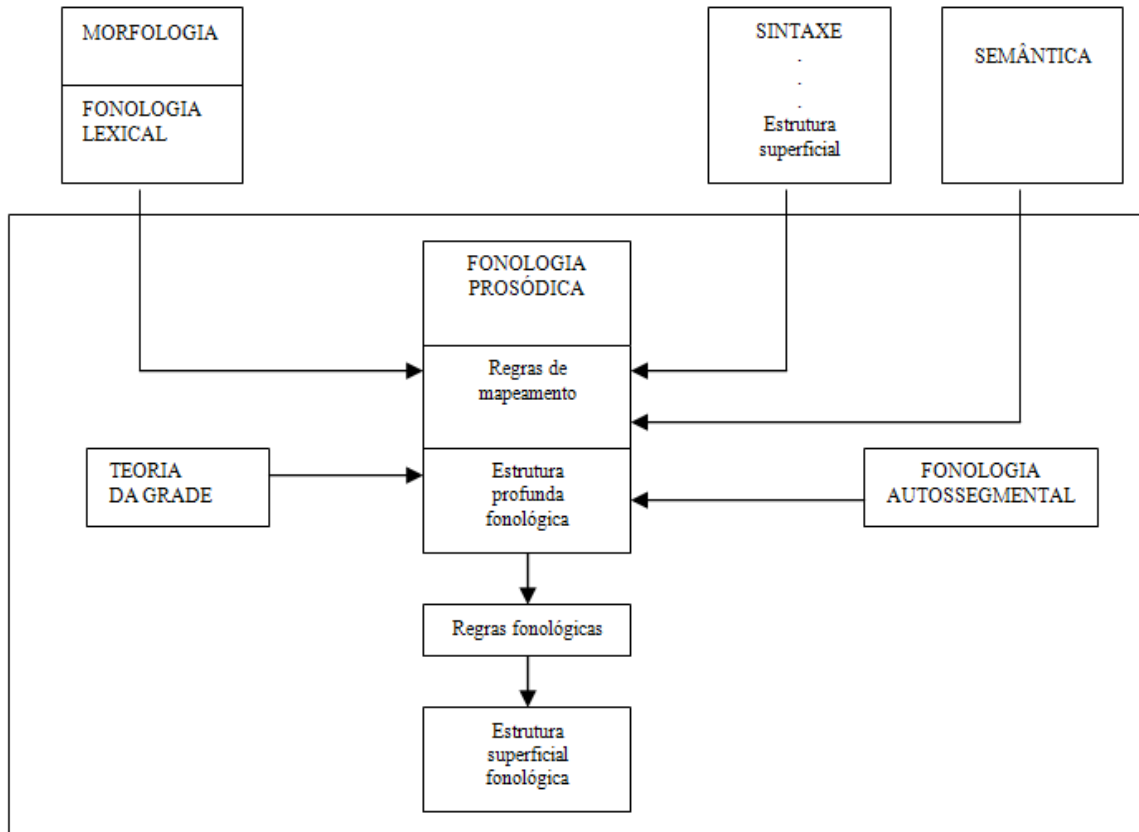 MORFOLOGIA
FONOLOGIA
LEXICAL
SINTAXE
.
.
.
Estrutura
superficial
SEMÂNTICA
FONOLOGIA
PROSÓDICA
Regras de
mapeamento
Estrutura
profunda
fonológica
TEORIA
DA GRADE
FONOLOGIA
AUTOSSEGMENTAL
Regras fonológicas
Estrutura
superficial
fonológica